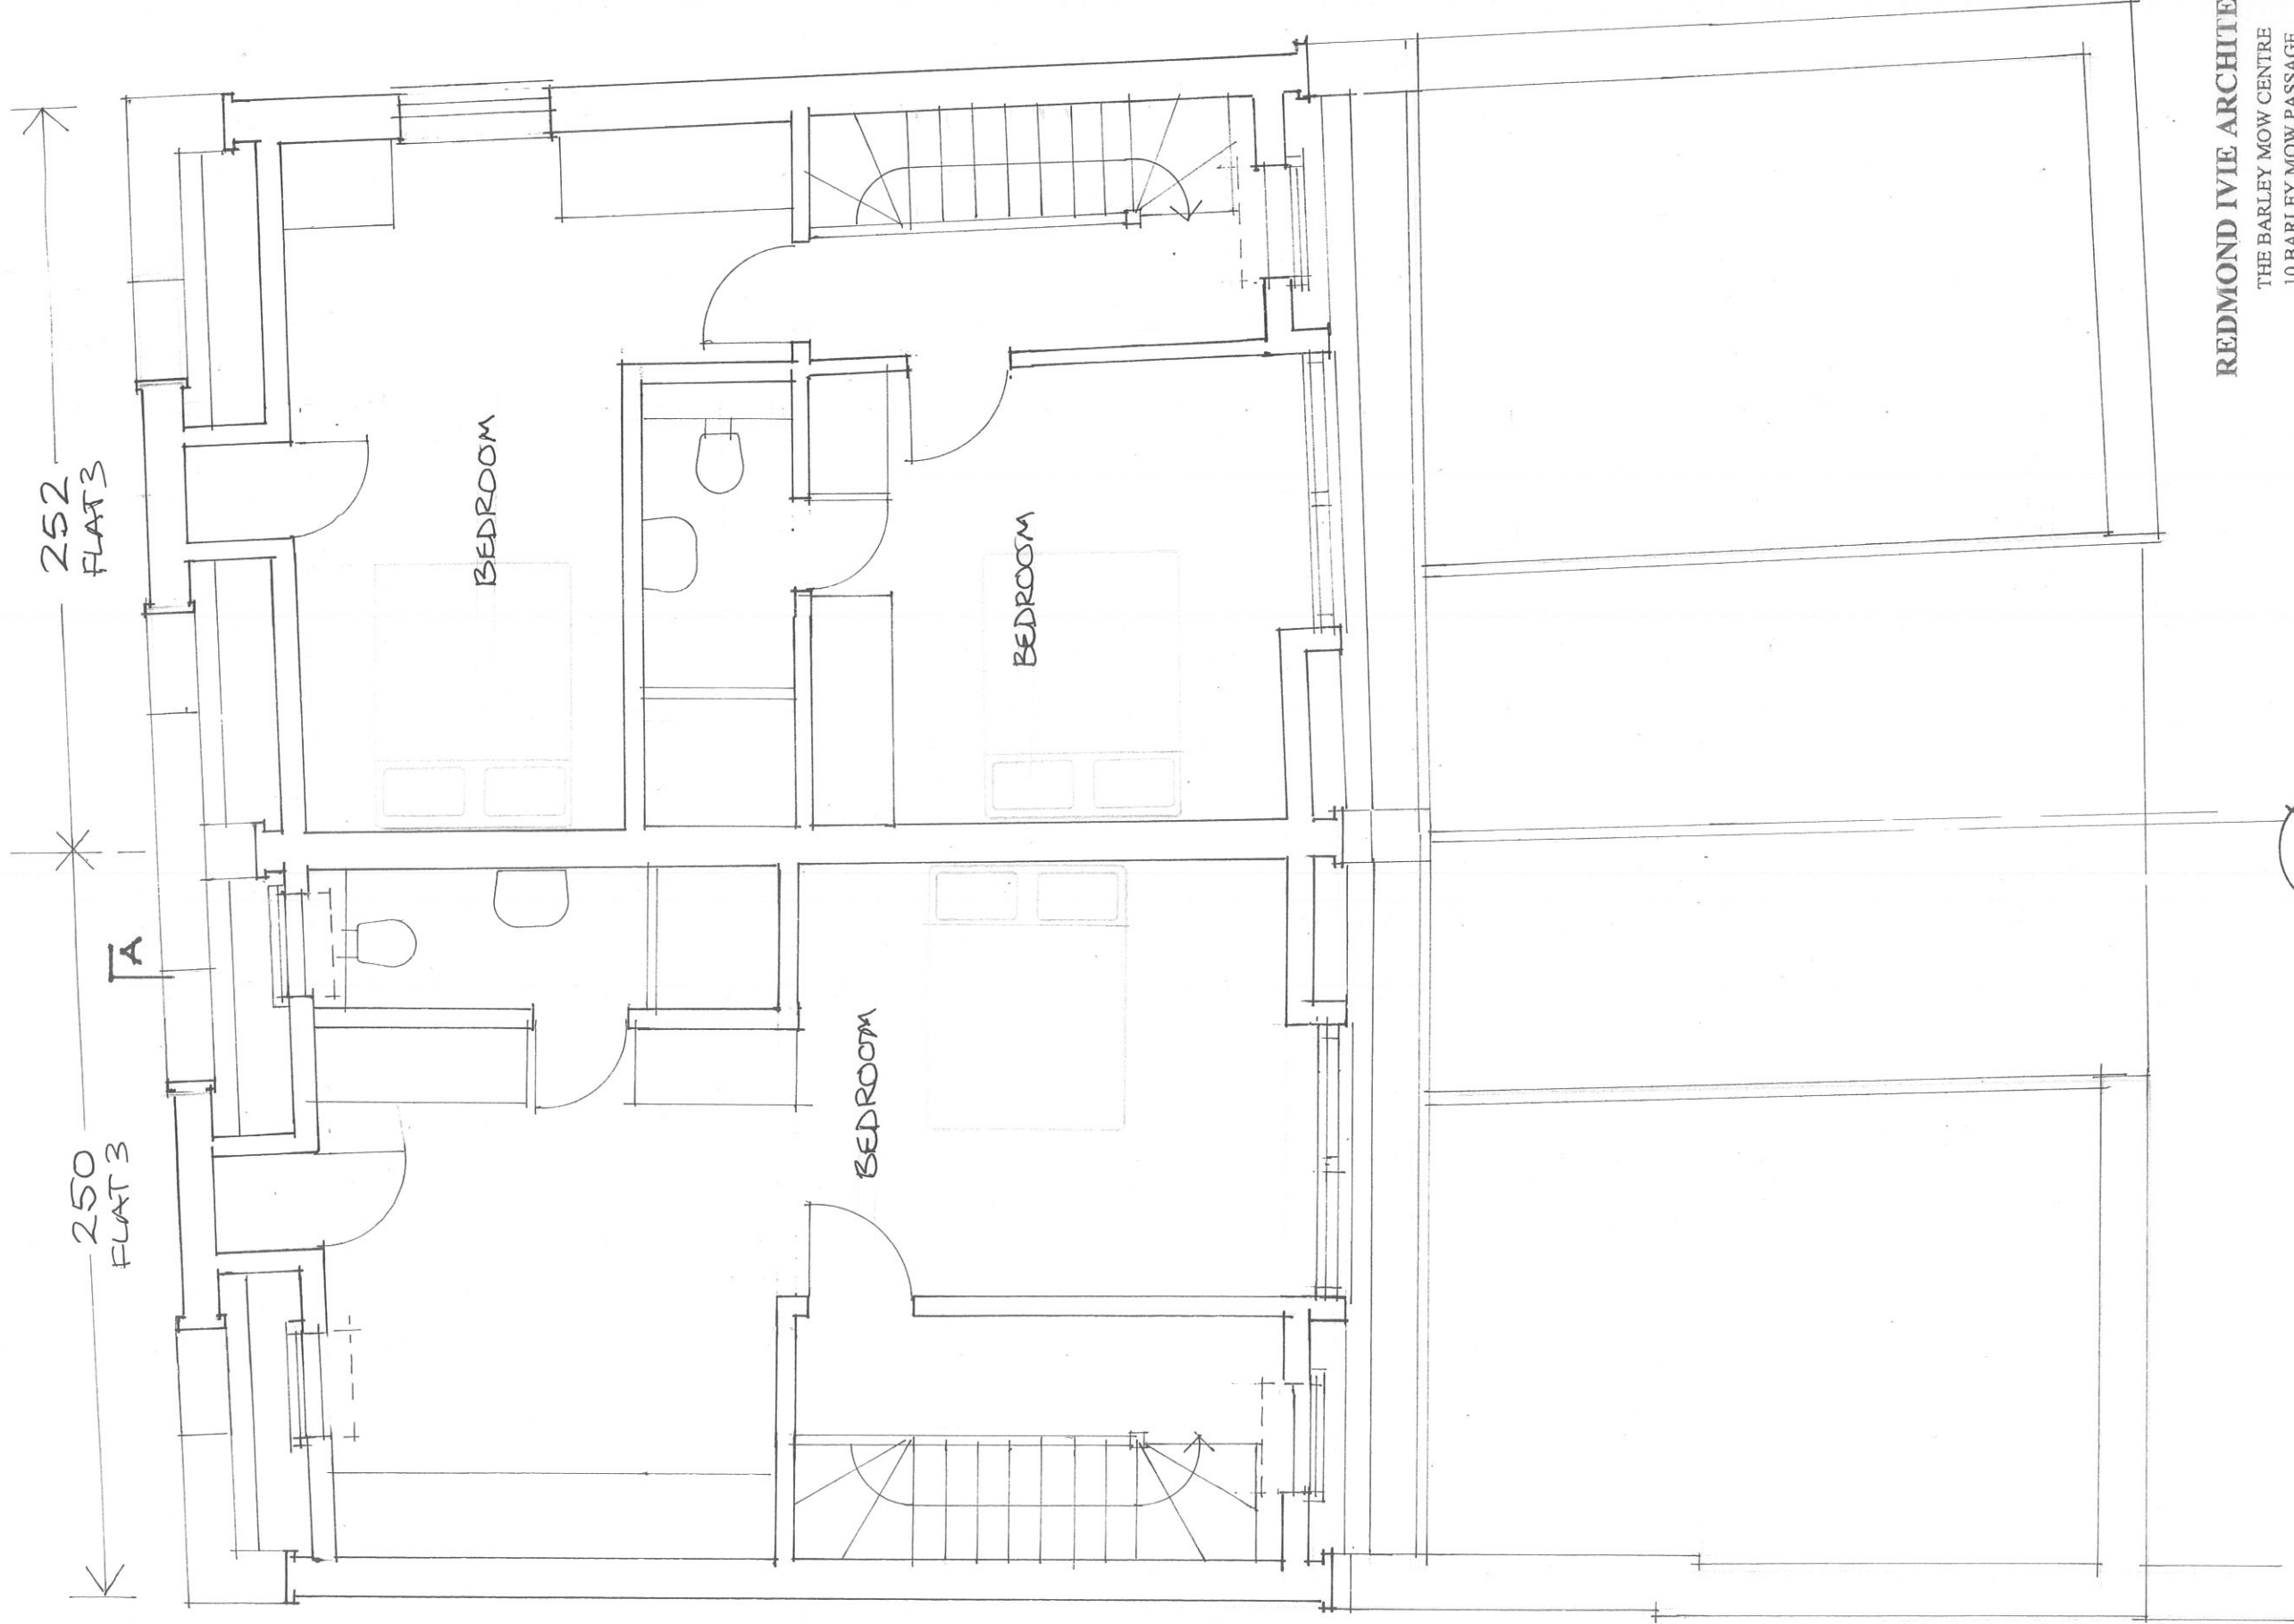 252
FLAT 3
250
FLAT 3
A
BEDROOM
BEDROOM
BEDROOM
REDMOND IVIE ARCHITE
THE BARLEY MOW CENTRE
10 BARLEY MOW PASSAGE